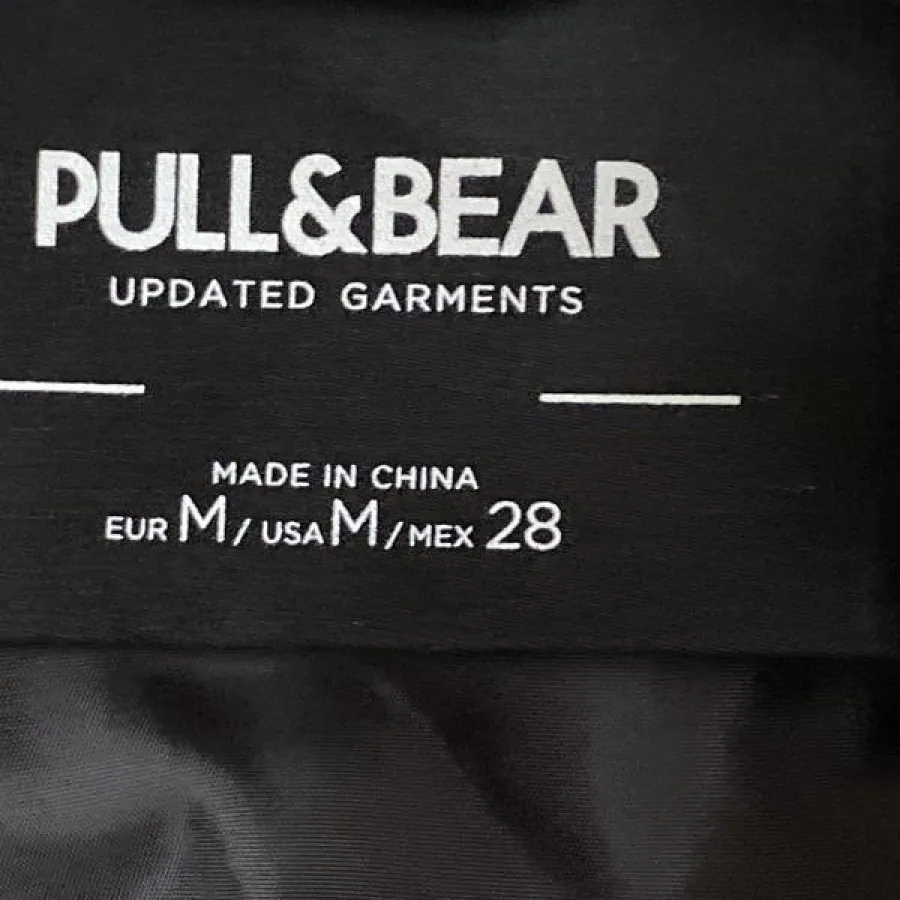 PULL&BEAR
UPDATED GARMENTS
MADE IN CHINA
EUR M / USA M / MEX 28